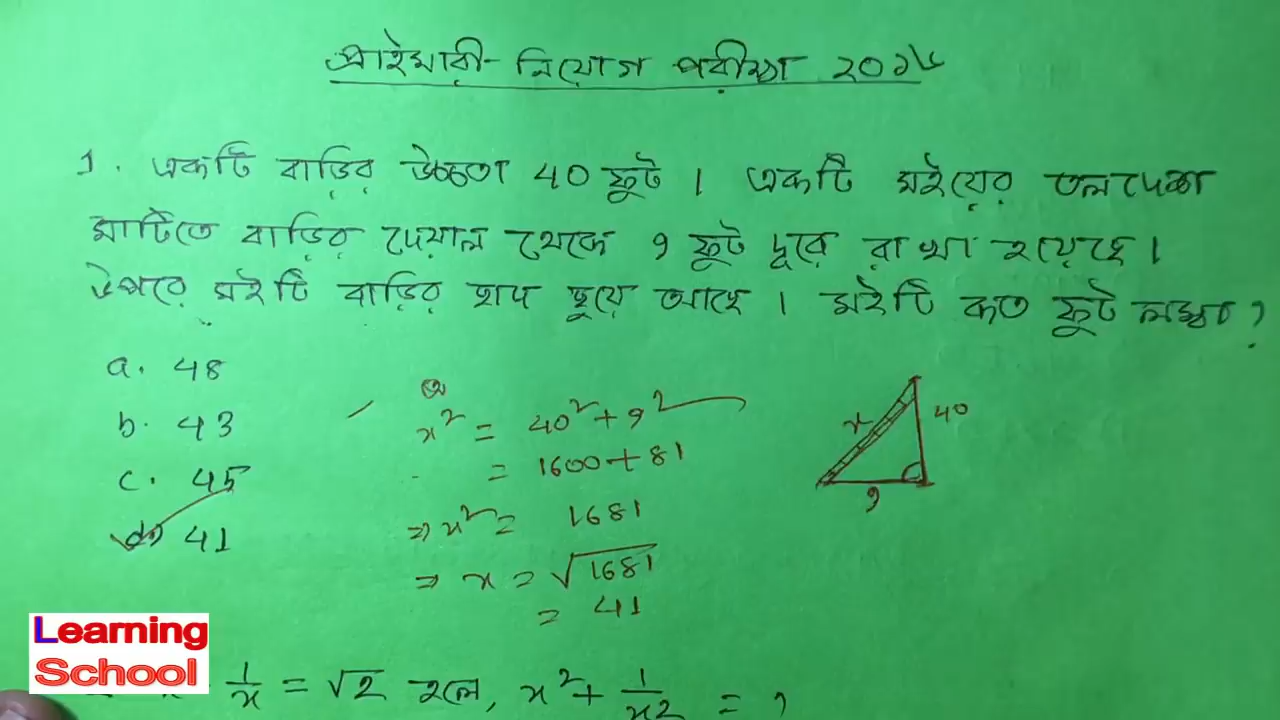 প্রাইমারী নিয়োগ পরীক্ষা ২০১৮
1. একটি বাড়ির উচ্চতা 40 ফুট । একটি মইয়ের তলদেশ
মাটিতে বাড়ির দেয়াল থেকে 9 ফুট দূরে রাখা হয়েছে ।
উপরে মইটি বাড়ির ছাদ ছুয়ে আছে । মইটি কত ফুট লম্বা ?
a. 48
b. 43
c. 45
d. 41
x² = 40² + 9²
= 1600 + 81
⇒ x² = 1681
⇒ x = √1681
= 41
x
40
9
Learning
School
1/x = √2 হলে, x² + 1/x2 = ?